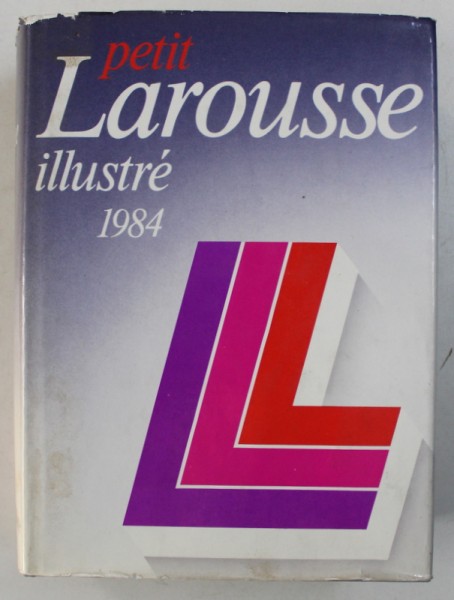 petit
Larousse
illustré
1984